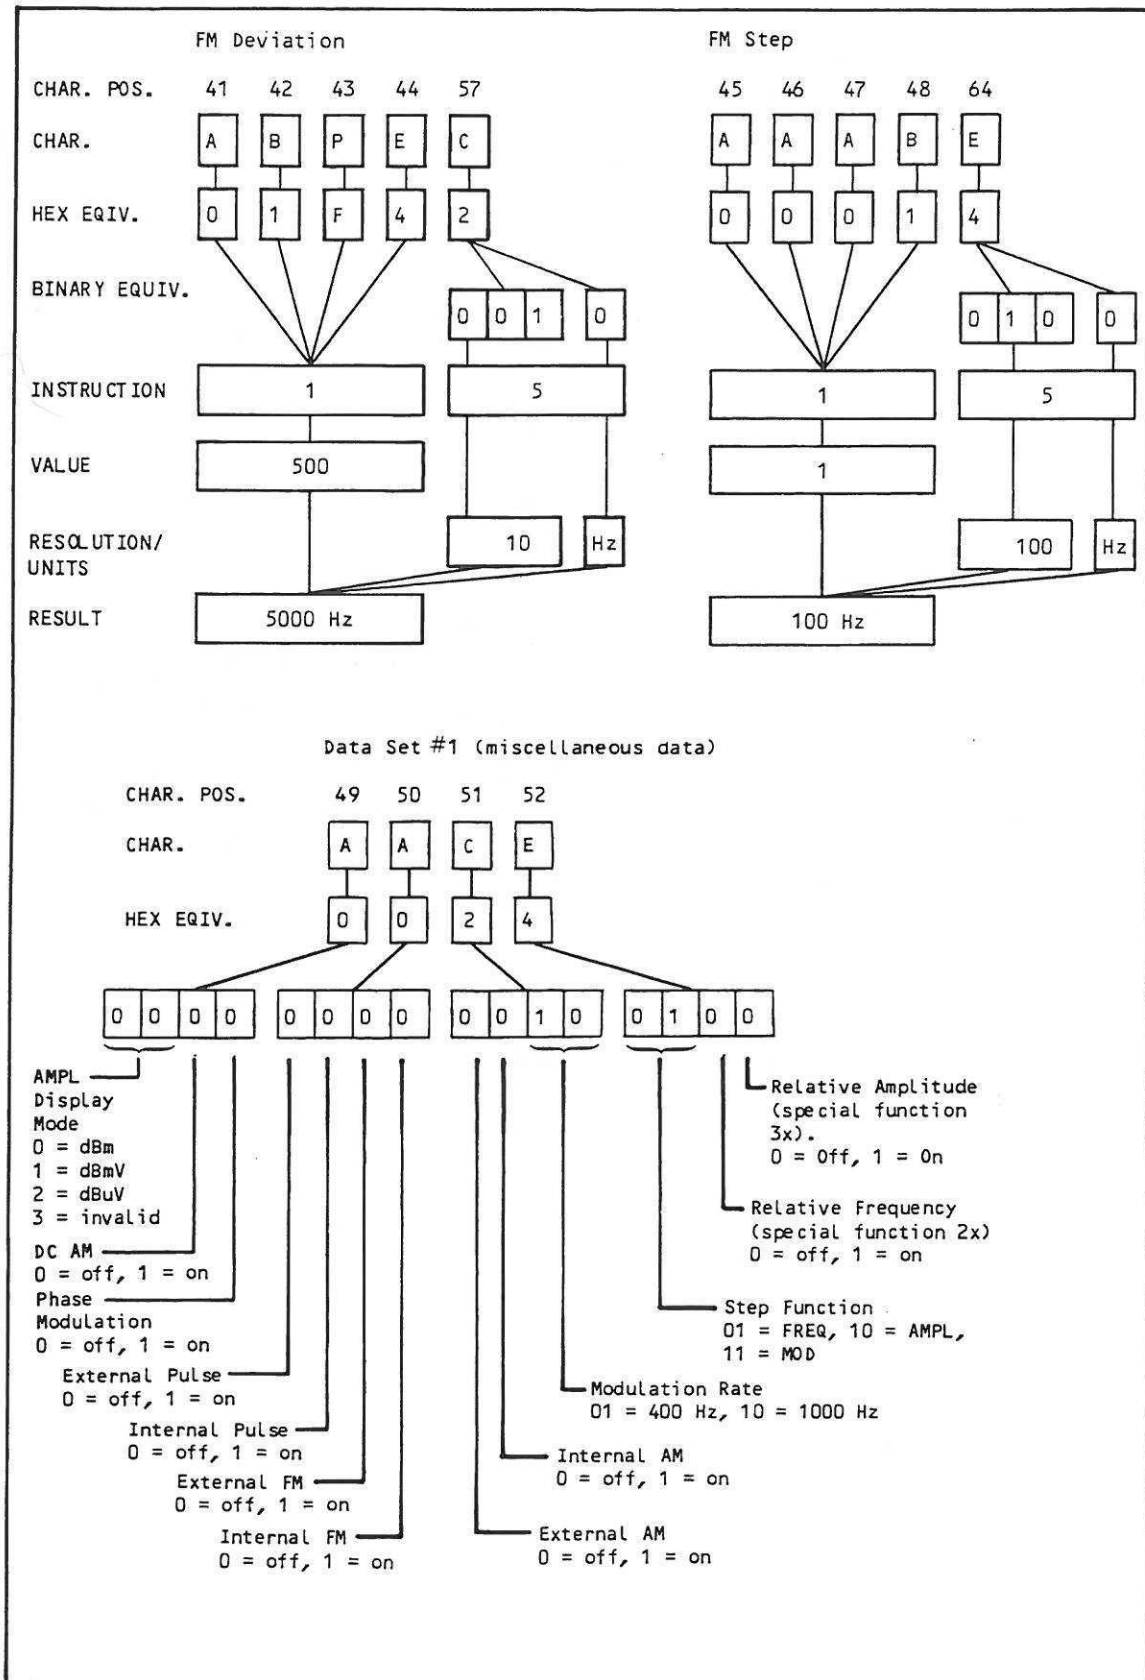 FM Deviation FM Step
CHAR. POS. 41 42 43 44 57 45 46 47 48 64
CHAR. A B P E C A A A B E
HEX EQIV. 0 1 F 4 2 0 0 0 1 4
BINARY EQUIV. 0 0 1 0 0 1 0 0
INSTRUCTION 1 5 1 5
VALUE 500 1
RESOLUTION/ 10 Hz 100 Hz
UNITS
RESULT 5000 Hz 100 Hz
Data Set #1 (miscellaneous data)
CHAR. POS. 49 50 51 52
CHAR. A A C E
HEX EQIV. 0 0 2 4
0 0 0 0 0 0 0 0 0 0 1 0 0 1 0 0
AMPL
Display
Mode
0 = dBm
1 = dBmV
2 = dBuV
3 = invalid
DC AM
0 = off, 1 = on
Phase
Modulation
0 = off, 1 = on
External Pulse
0 = off, 1 = on
Internal Pulse
0 = off, 1 = on
External FM
0 = off, 1 = on
Internal FM
0 = off, 1 = on
Relative Amplitude
(special function
3x).
0 = Off, 1 = On
Relative Frequency
(special function 2x)
0 = off, 1 = on
Step Function
01 = FREQ, 10 = AMPL,
11 = MOD
Modulation Rate
01 = 400 Hz, 10 = 1000 Hz
Internal AM
0 = off, 1 = on
External AM
0 = off, 1 = on